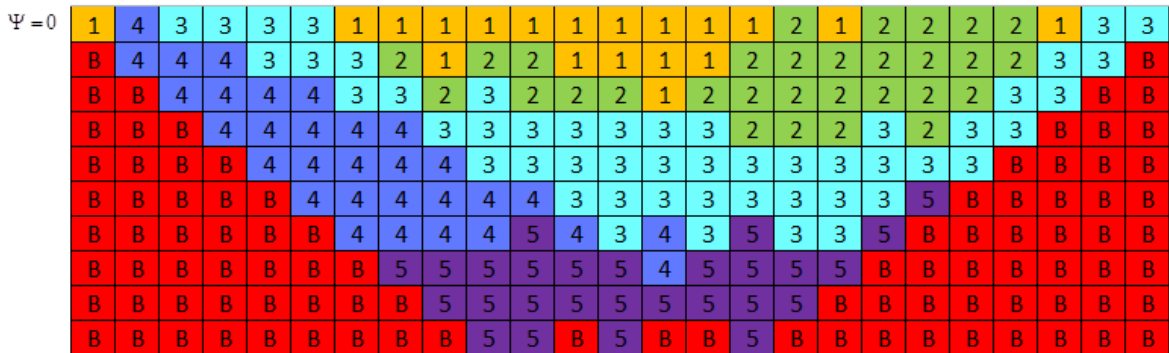 Ψ = 0 1 4 3 3 3 3 1 1 1 1 1 1 1 1 1 1 2 1 2 2 2 2 1 3 3
B 4 4 4 3 3 3 2 1 2 2 1 1 1 1 2 2 2 2 2 2 2 3 3 B
B B 4 4 4 4 3 3 2 3 2 2 2 1 2 2 2 2 2 2 2 3 3 B B
B B B 4 4 4 4 4 3 3 3 3 3 3 3 2 2 2 3 2 3 3 B B B
B B B B 4 4 4 4 4 3 3 3 3 3 3 3 3 3 3 3 3 B B B B
B B B B B 4 4 4 4 4 4 3 3 3 3 3 3 3 3 5 B B B B B
B B B B B B 4 4 4 4 5 4 3 4 3 5 3 3 5 B B B B B B
B B B B B B B 5 5 5 5 5 5 4 5 5 5 5 B B B B B B B
B B B B B B B B 5 5 5 5 5 5 5 5 5 B B B B B B B B
B B B B B B B B B 5 5 B 5 B B 5 B B B B B B B B B